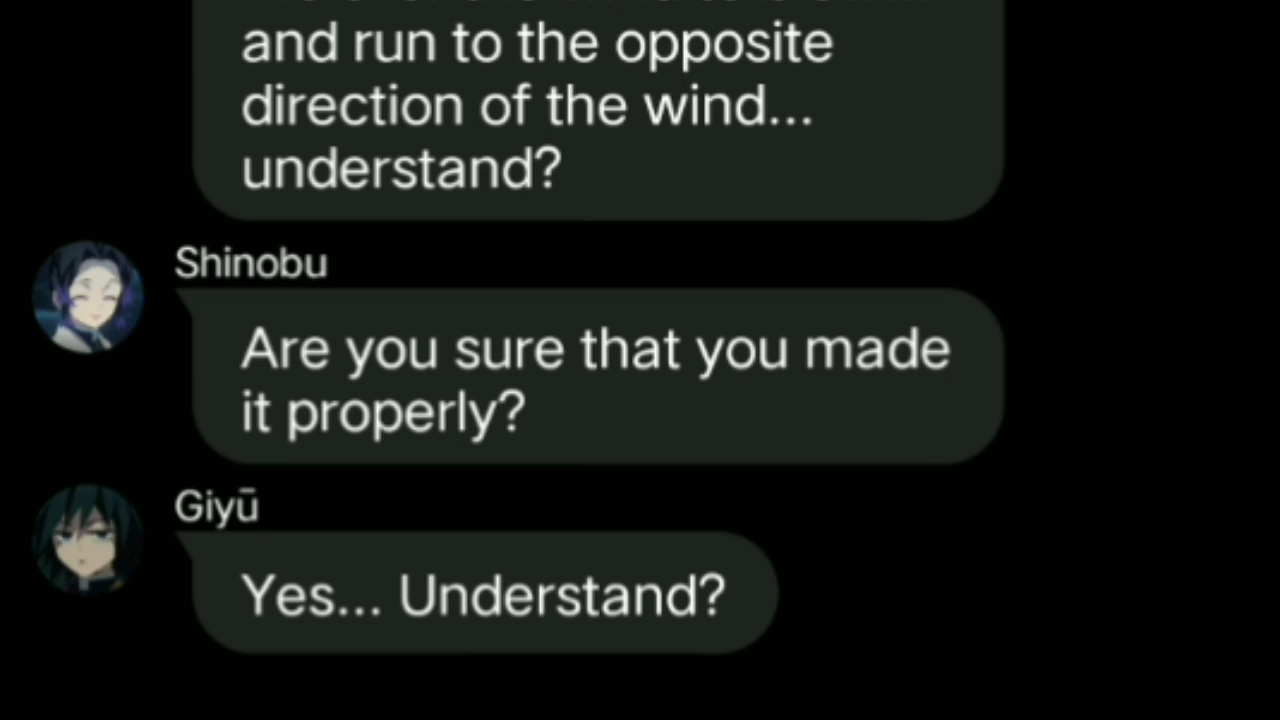 and run to the opposite
direction of the wind...
understand?
Shinobu
Are you sure that you made
it properly?
Giyū
Yes... Understand?